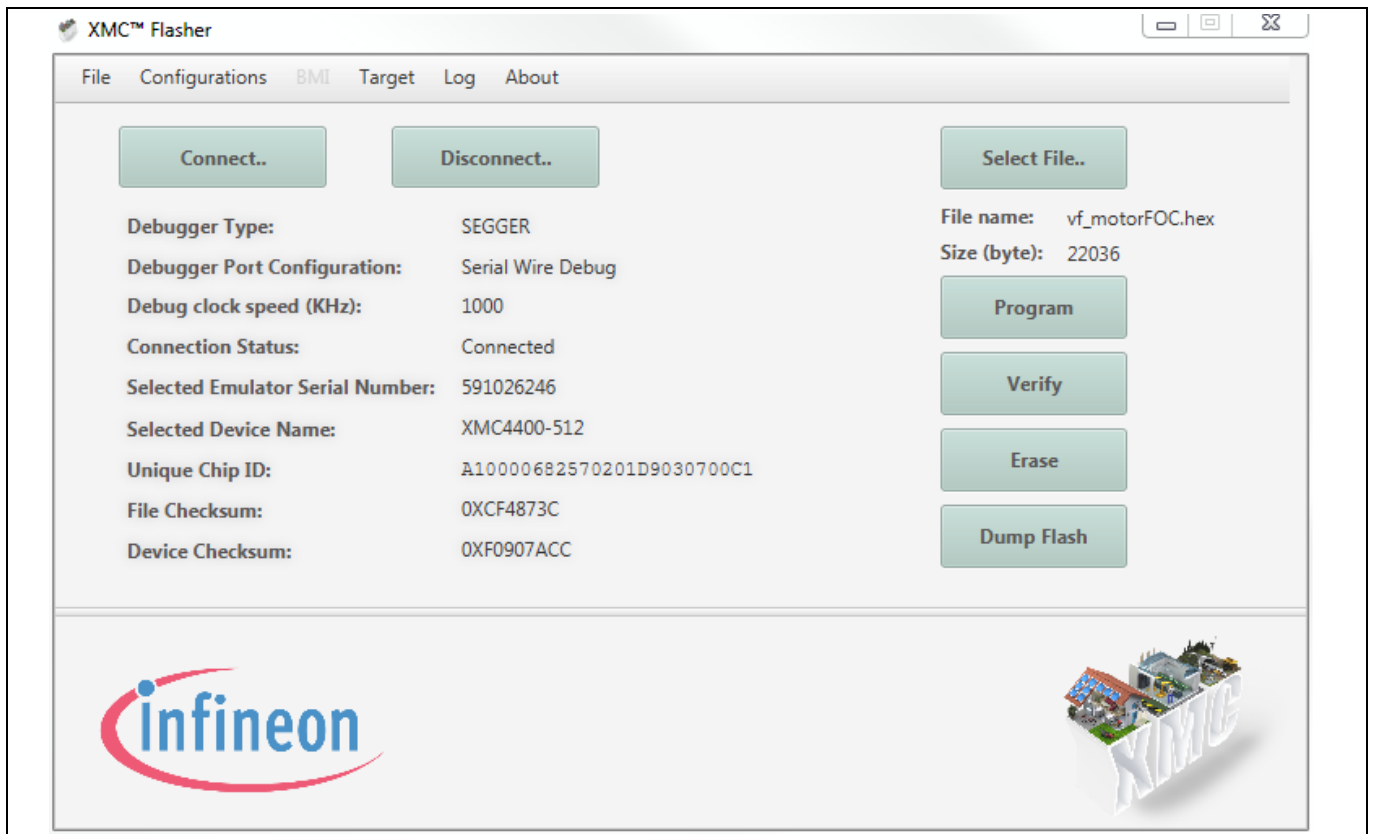 XMC™ Flasher
File Configurations BMI Target Log About
Connect.. Disconnect.. Select File..
Debugger Type: SEGGER
File name: vf_motorFOC.hex
Debugger Port Configuration: Serial Wire Debug
Size (byte): 22036
Debug clock speed (KHz): 1000
Program
Connection Status: Connected
Selected Emulator Serial Number: 591026246
Verify
Selected Device Name: XMC4400-512
Unique Chip ID: A100006B2570201D9030700C1
Erase
File Checksum: 0XCF4873C
Device Checksum: 0XF0907ACC
Dump Flash
infineon
XMC